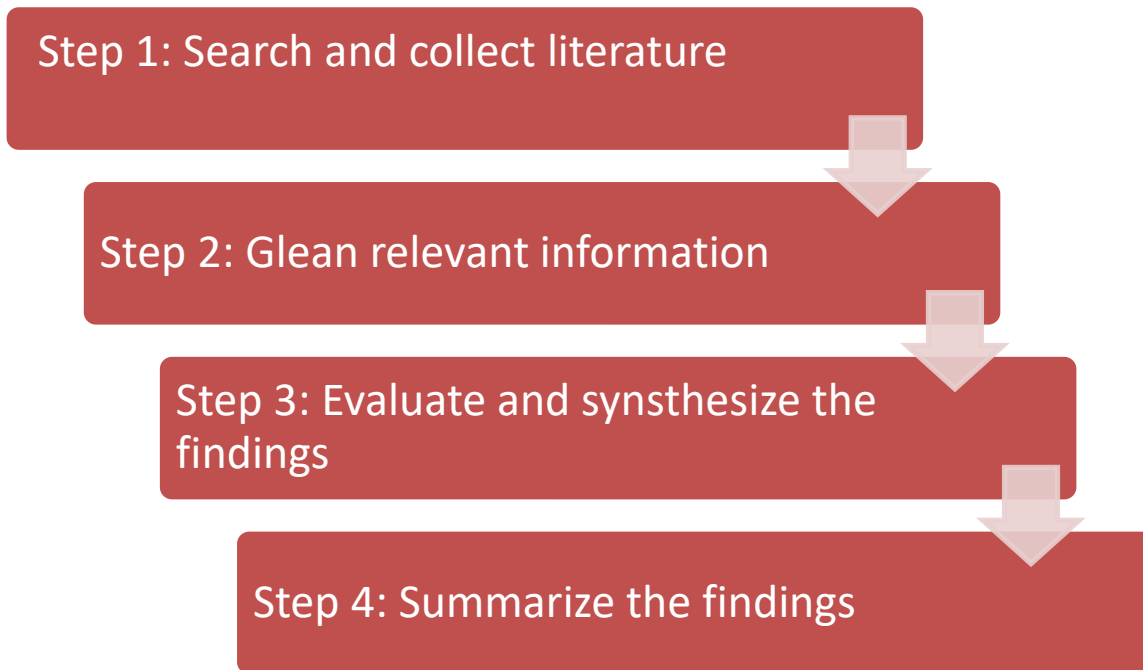 Step 1: Search and collect literature
Step 2: Glean relevant information
Step 3: Evaluate and synsthesize the
findings
Step 4: Summarize the findings